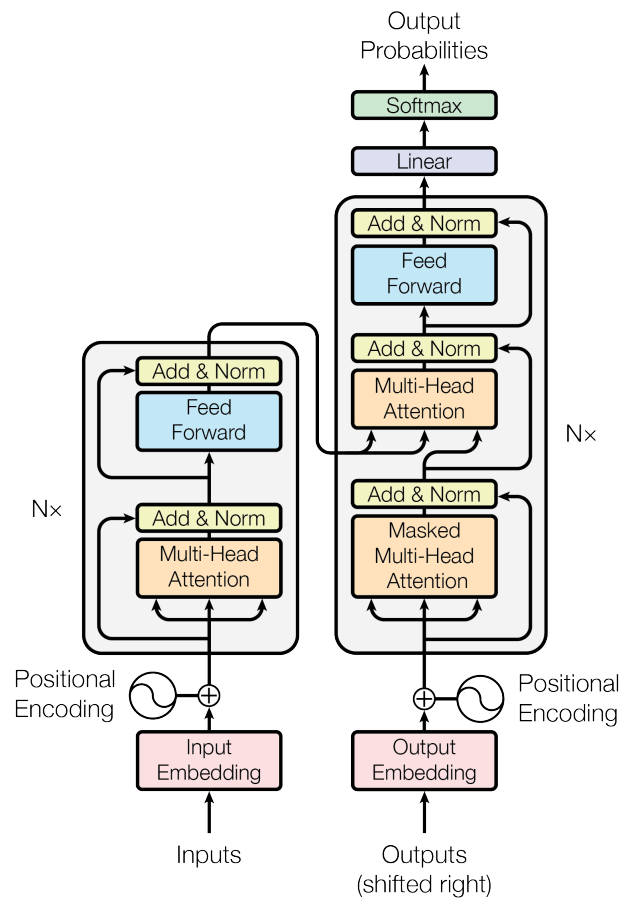 Output
Probabilities
Softmax
Linear
Add & Norm
Feed
Forward
Add & Norm
Multi-Head
Attention
Nx
Add & Norm
Masked
Multi-Head
Attention
Add & Norm
Feed
Forward
Nx
Add & Norm
Multi-Head
Attention
Positional
Encoding
Positional
Encoding
Input
Embedding
Output
Embedding
Inputs
Outputs
(shifted right)